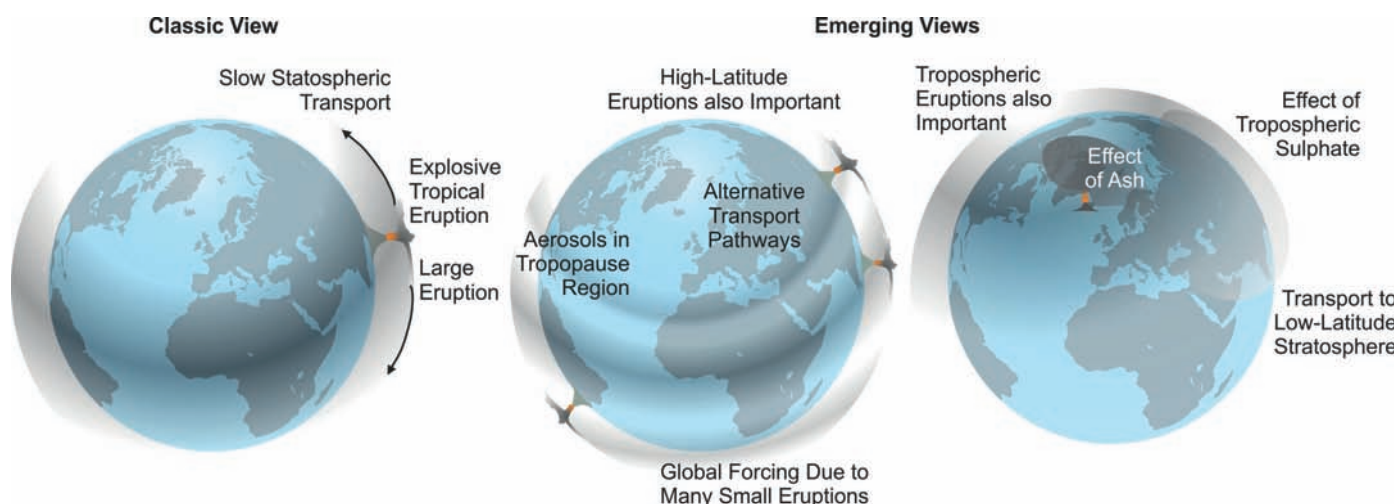 Classic View
Slow Statospheric
Transport
Explosive
Tropical
Eruption
Large
Eruption
Emerging Views
High-Latitude
Eruptions also Important
Alternative
Transport
Pathways
Aerosols in
Tropopause
Region
Global Forcing Due to
Many Small Eruptions
Tropospheric
Eruptions also
Important
Effect
of Ash
Effect of
Tropospheric
Sulphate
Transport to
Low-Latitude
Stratosphere